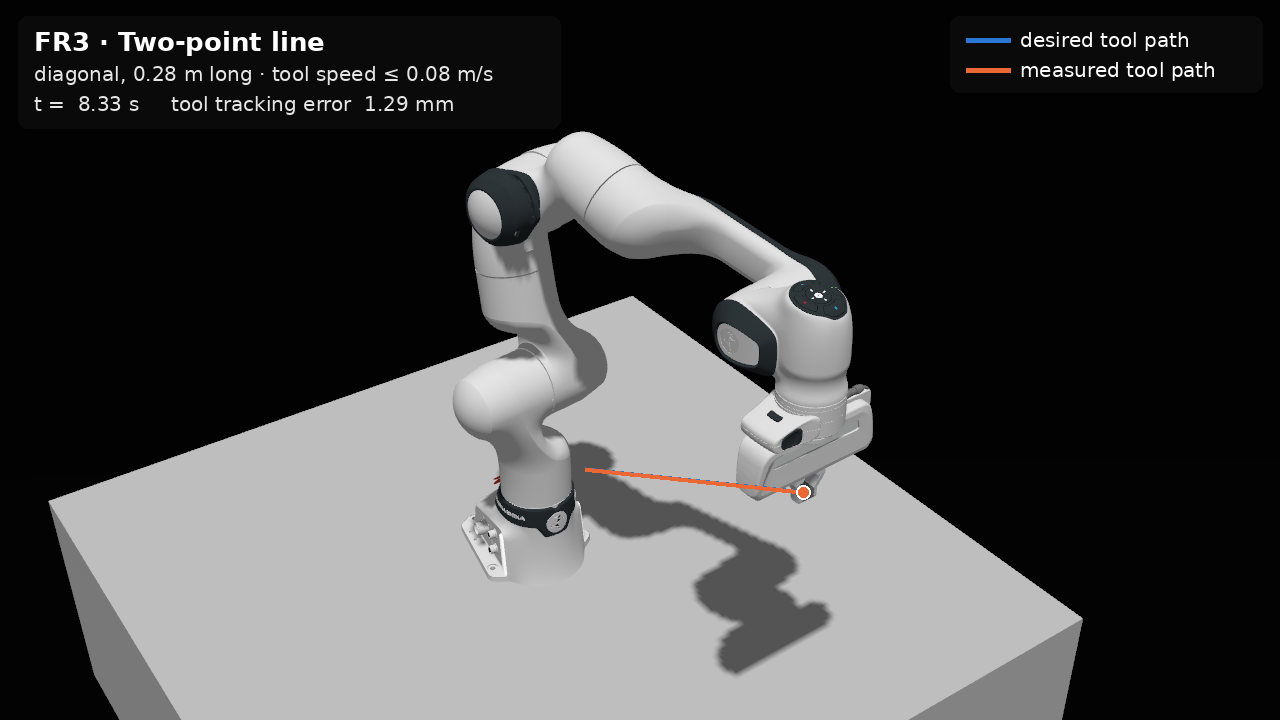 FR3 · Two-point line
diagonal, 0.28 m long · tool speed ≤ 0.08 m/s
t =  8.33 s     tool tracking error  1.29 mm
desired tool path
measured tool path